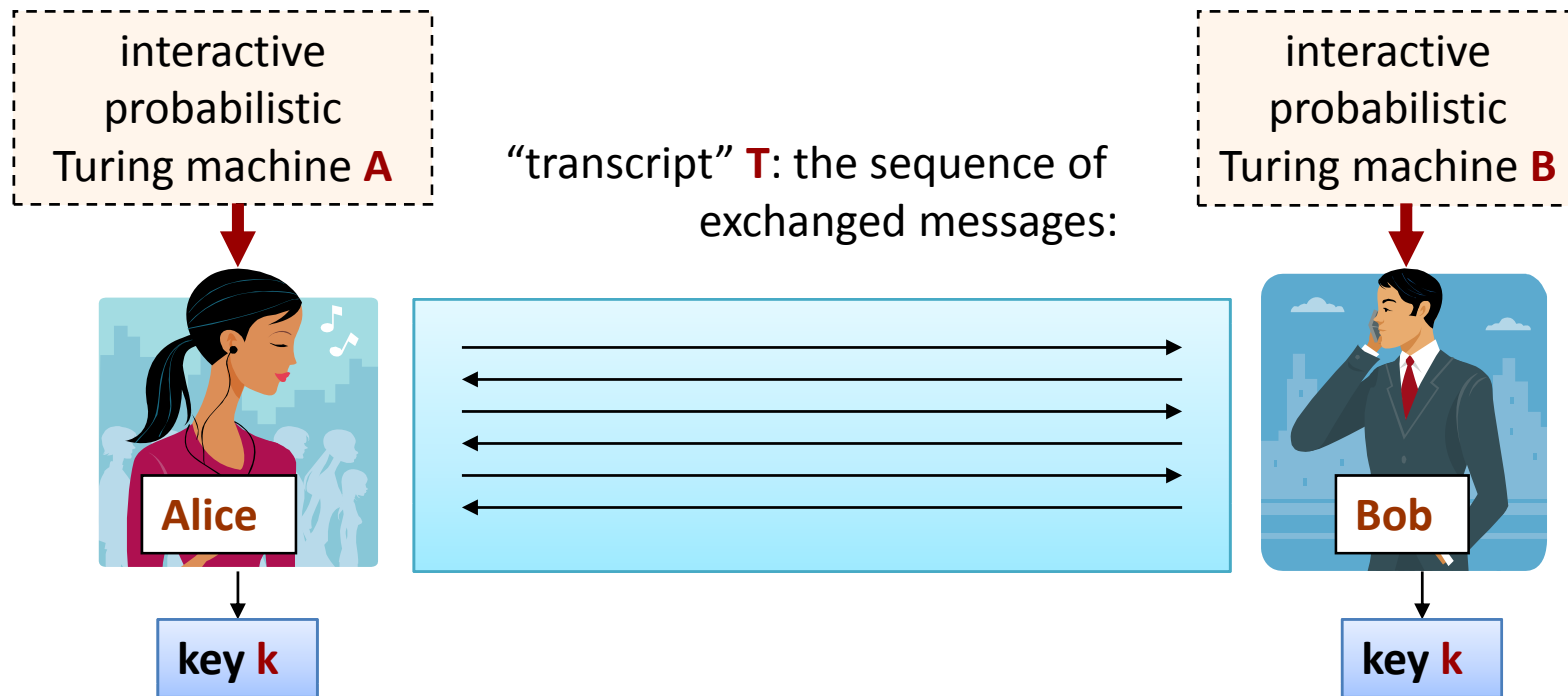 interactive
probabilistic
Turing machine A
“transcript” T: the sequence of
exchanged messages:
interactive
probabilistic
Turing machine B
Alice
Bob
key k
key k